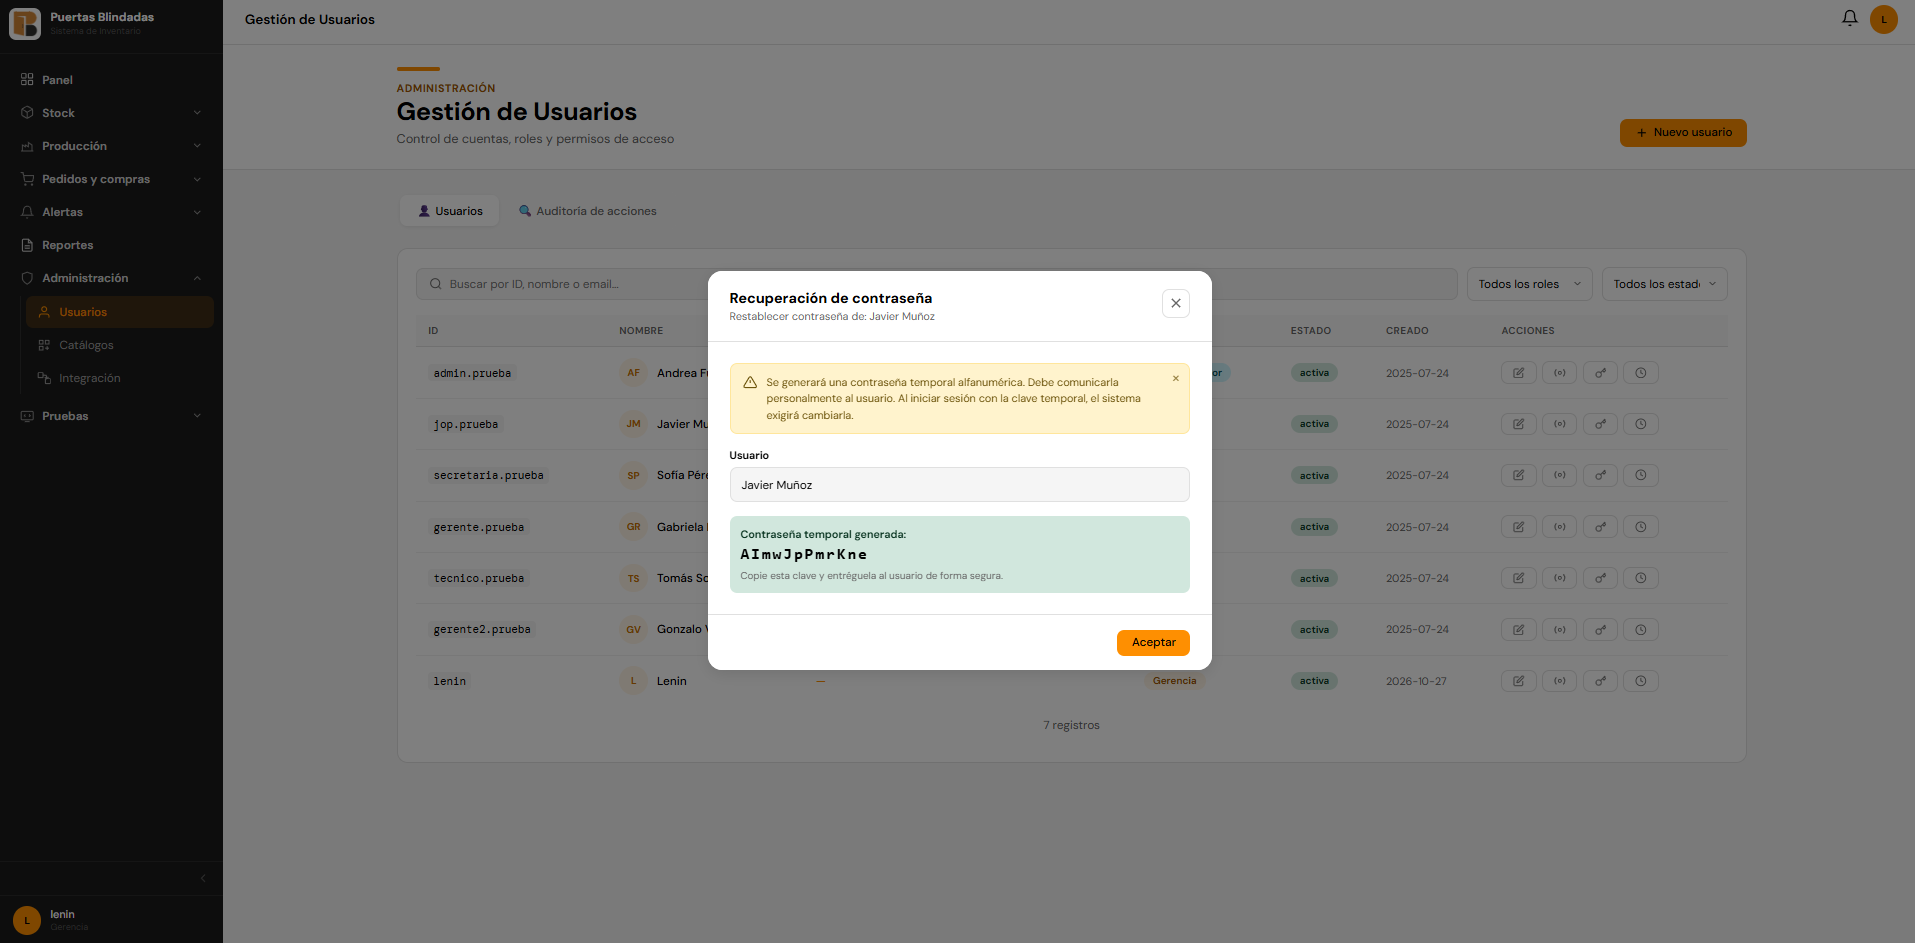 Puertas Blindadas
Sistema de Inventario
Gestión de Usuarios
L
Panel
Stock
Producción
Pedidos y compras
Alertas
Reportes
Administración
Usuarios
Catálogos
Integración
Pruebas
lenin
Gerencia
L
ADMINISTRACIÓN
Gestión de Usuarios
Control de cuentas, roles y permisos de acceso
+ Nuevo usuario
Usuarios
Auditoría de acciones
Buscar por ID, nombre o email...
Todos los roles
Todos los estad
ID NOMBRE ESTADO CREADO ACCIONES
admin.prueba AF Andrea activa 2025-07-24
jop.prueba JM Javier activa 2025-07-24
secretaria.prueba SP Sofía activa 2025-07-24
gerente.prueba GR Gabriela activa 2025-07-24
tecnico.prueba TS Tomás activa 2025-07-24
gerente2.prueba GV Gonzalo activa 2025-07-24
lenin L Lenin — Gerencia activa 2026-10-27
7 registros
Recuperación de contraseña
Restablecer contraseña de: Javier Muñoz
Se generará una contraseña temporal alfanumérica. Debe comunicarla
personalmente al usuario. Al iniciar sesión con la clave temporal, el sistema
exigirá cambiarla.
Usuario
Javier Muñoz
Contraseña temporal generada:
AImwJpPmrKne
Copie esta clave y entréguela al usuario de forma segura.
Aceptar